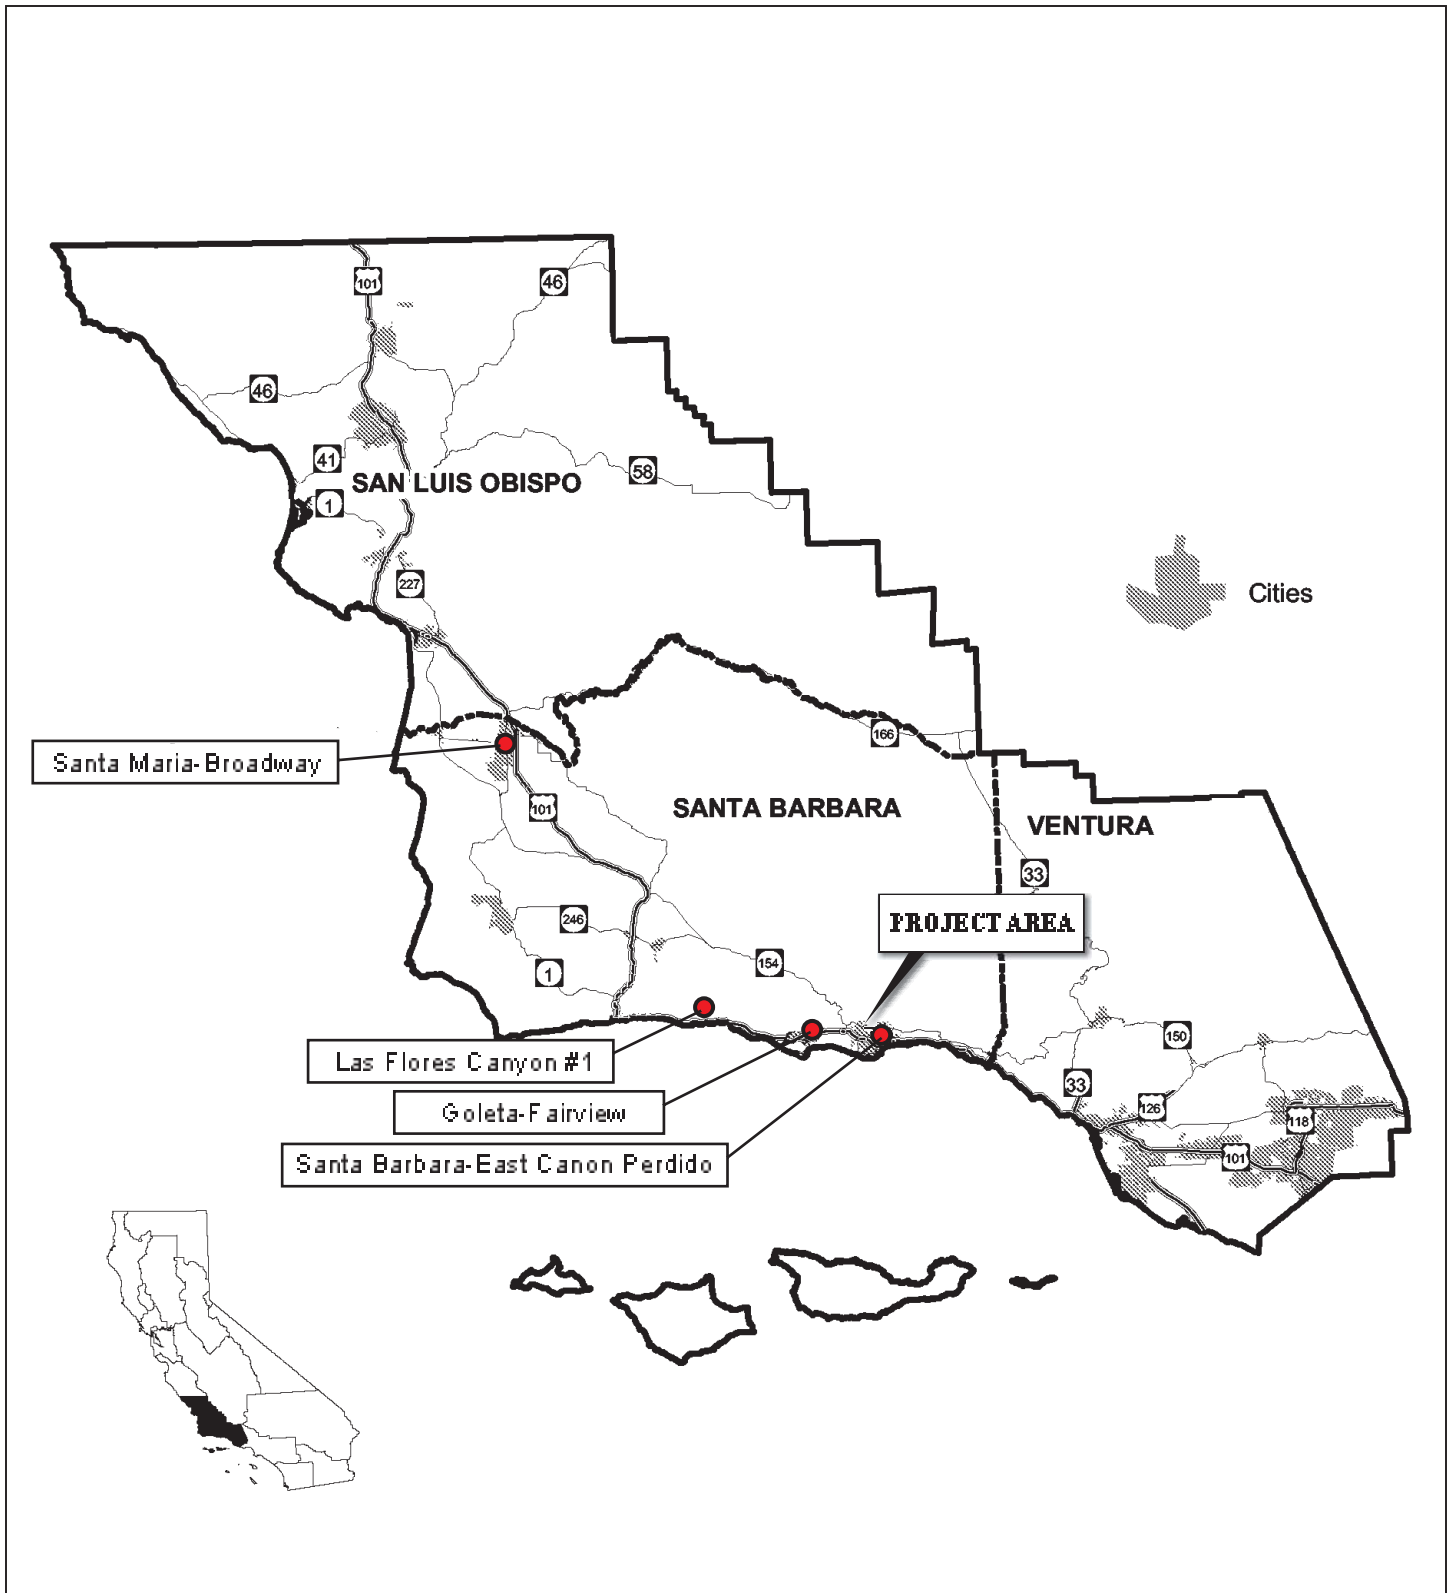 101
46
46
41
SAN LUIS OBISPO
58
1
227
Cities
166
Santa Maria-Broadway
101
SANTA BARBARA
VENTURA
33
PROJECT AREA
246
154
1
150
Las Flores Canyon #1
33
Goleta-Fairview
126
118
Santa Barbara-East Canon Perdido
101